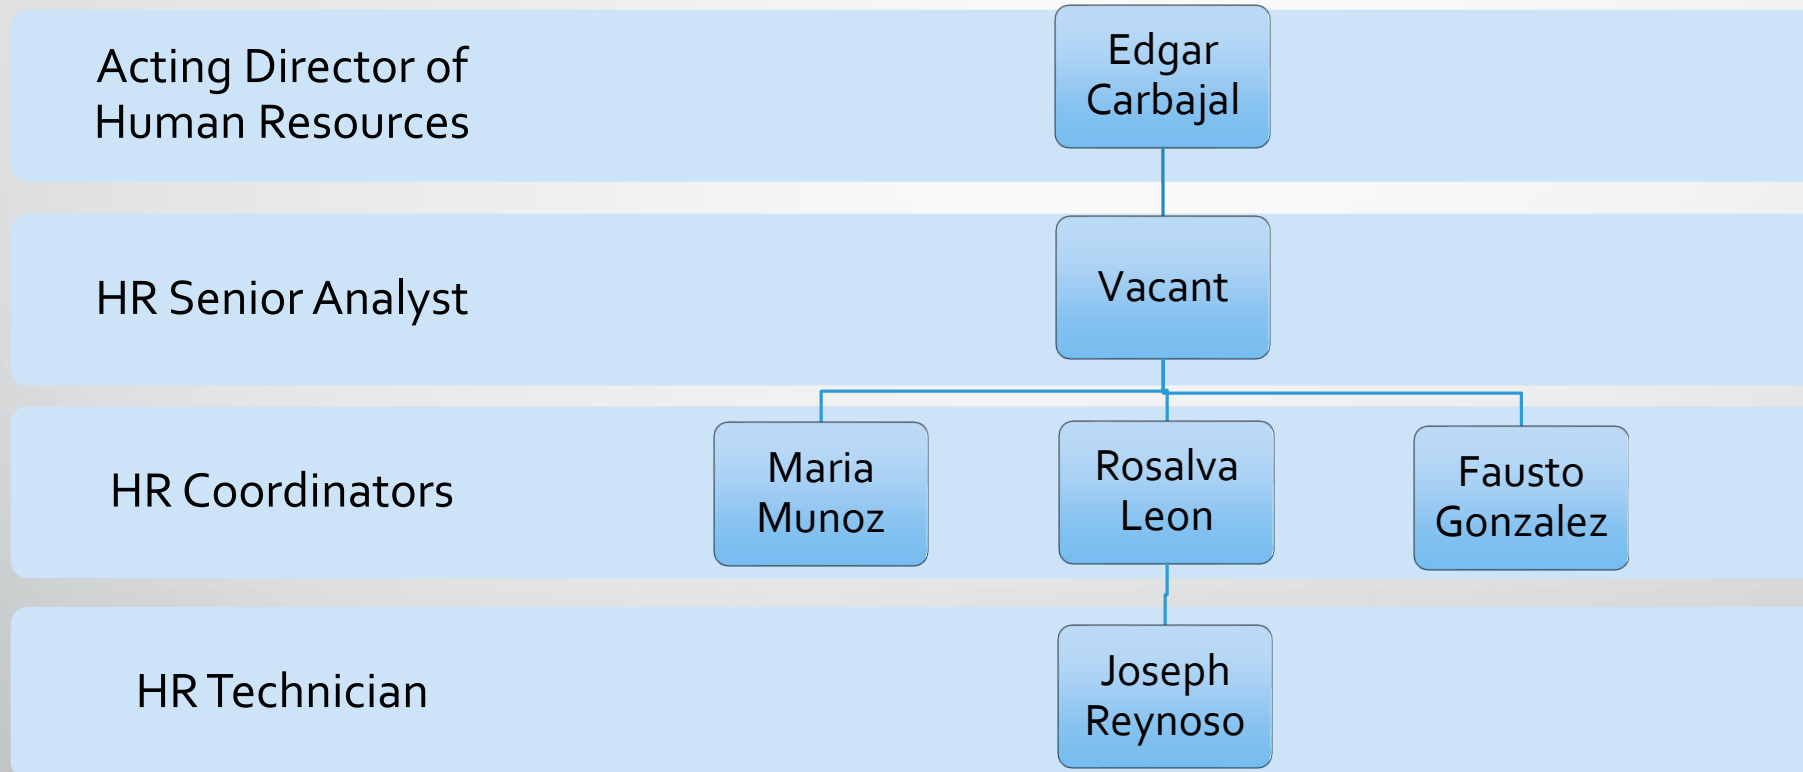 Acting Director of
Human Resources
Edgar
Carbajal
HR Senior Analyst
Vacant
HR Coordinators
Maria
Munoz
Rosalva
Leon
Fausto
Gonzalez
HR Technician
Joseph
Reynoso